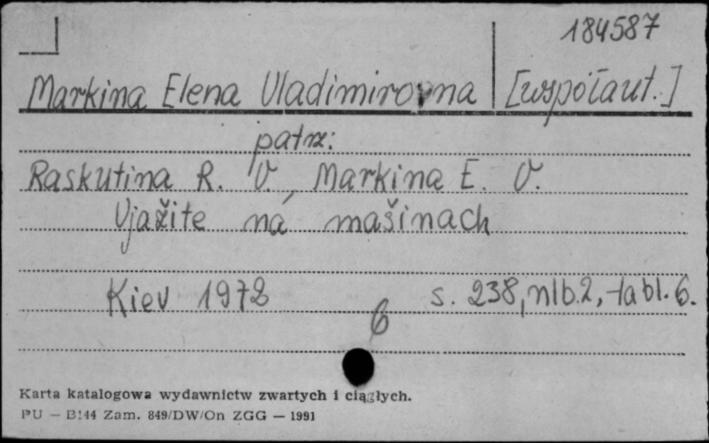 184587
Markina Elena Vladimirovna [współaut.]
patrz:
Raskutina R. V., Markina E. V.
Vjažite na mašinach
Kiev 1972 s. 238, nlb. 2, tabl. 6.
6
Karta katalogowa wydawnictw zwartych i ciągłych.
PU — B144 Zam. 849/DW/On ZGG — 1991